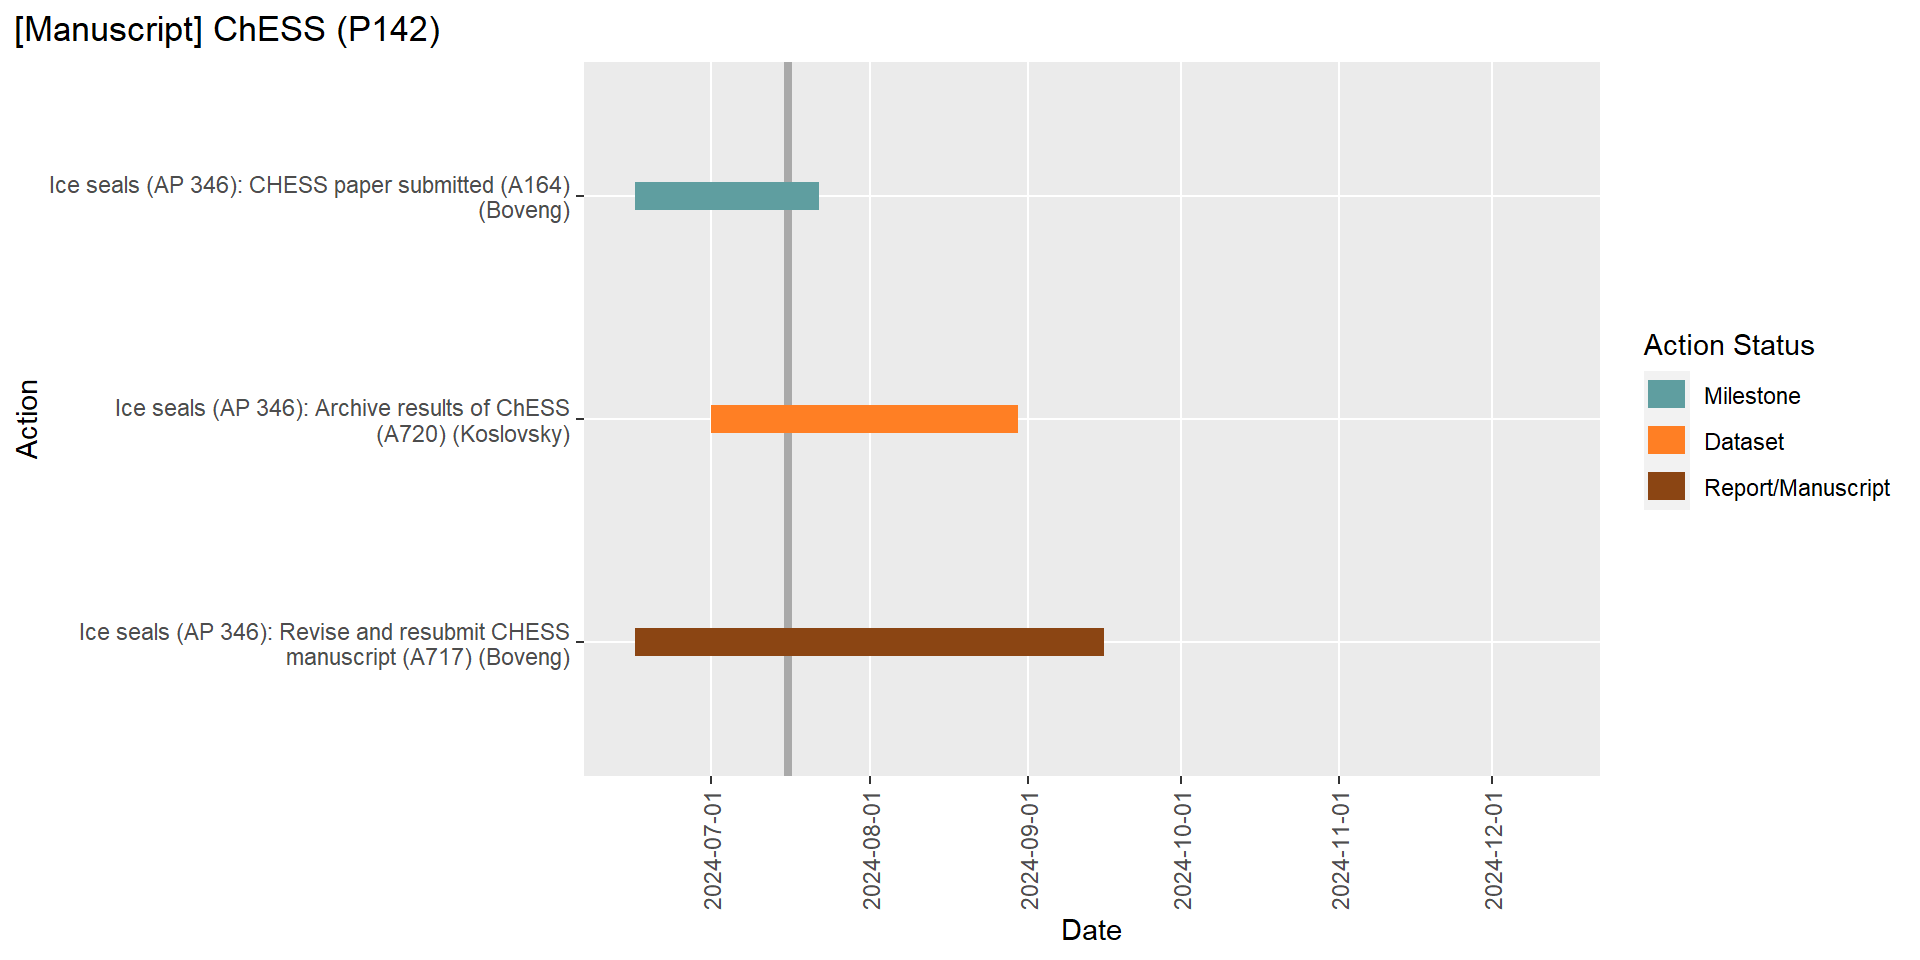 [Manuscript] ChESS (P142)
Ice seals (AP 346): CHESS paper submitted (A164)
(Boveng)
Ice seals (AP 346): Archive results of ChESS
(A720) (Koslovsky)
Ice seals (AP 346): Revise and resubmit CHESS
manuscript (A717) (Boveng)
Action
2024-07-01
2024-08-01
2024-09-01
2024-10-01
2024-11-01
2024-12-01
Date
Action Status
Milestone
Dataset
Report/Manuscript